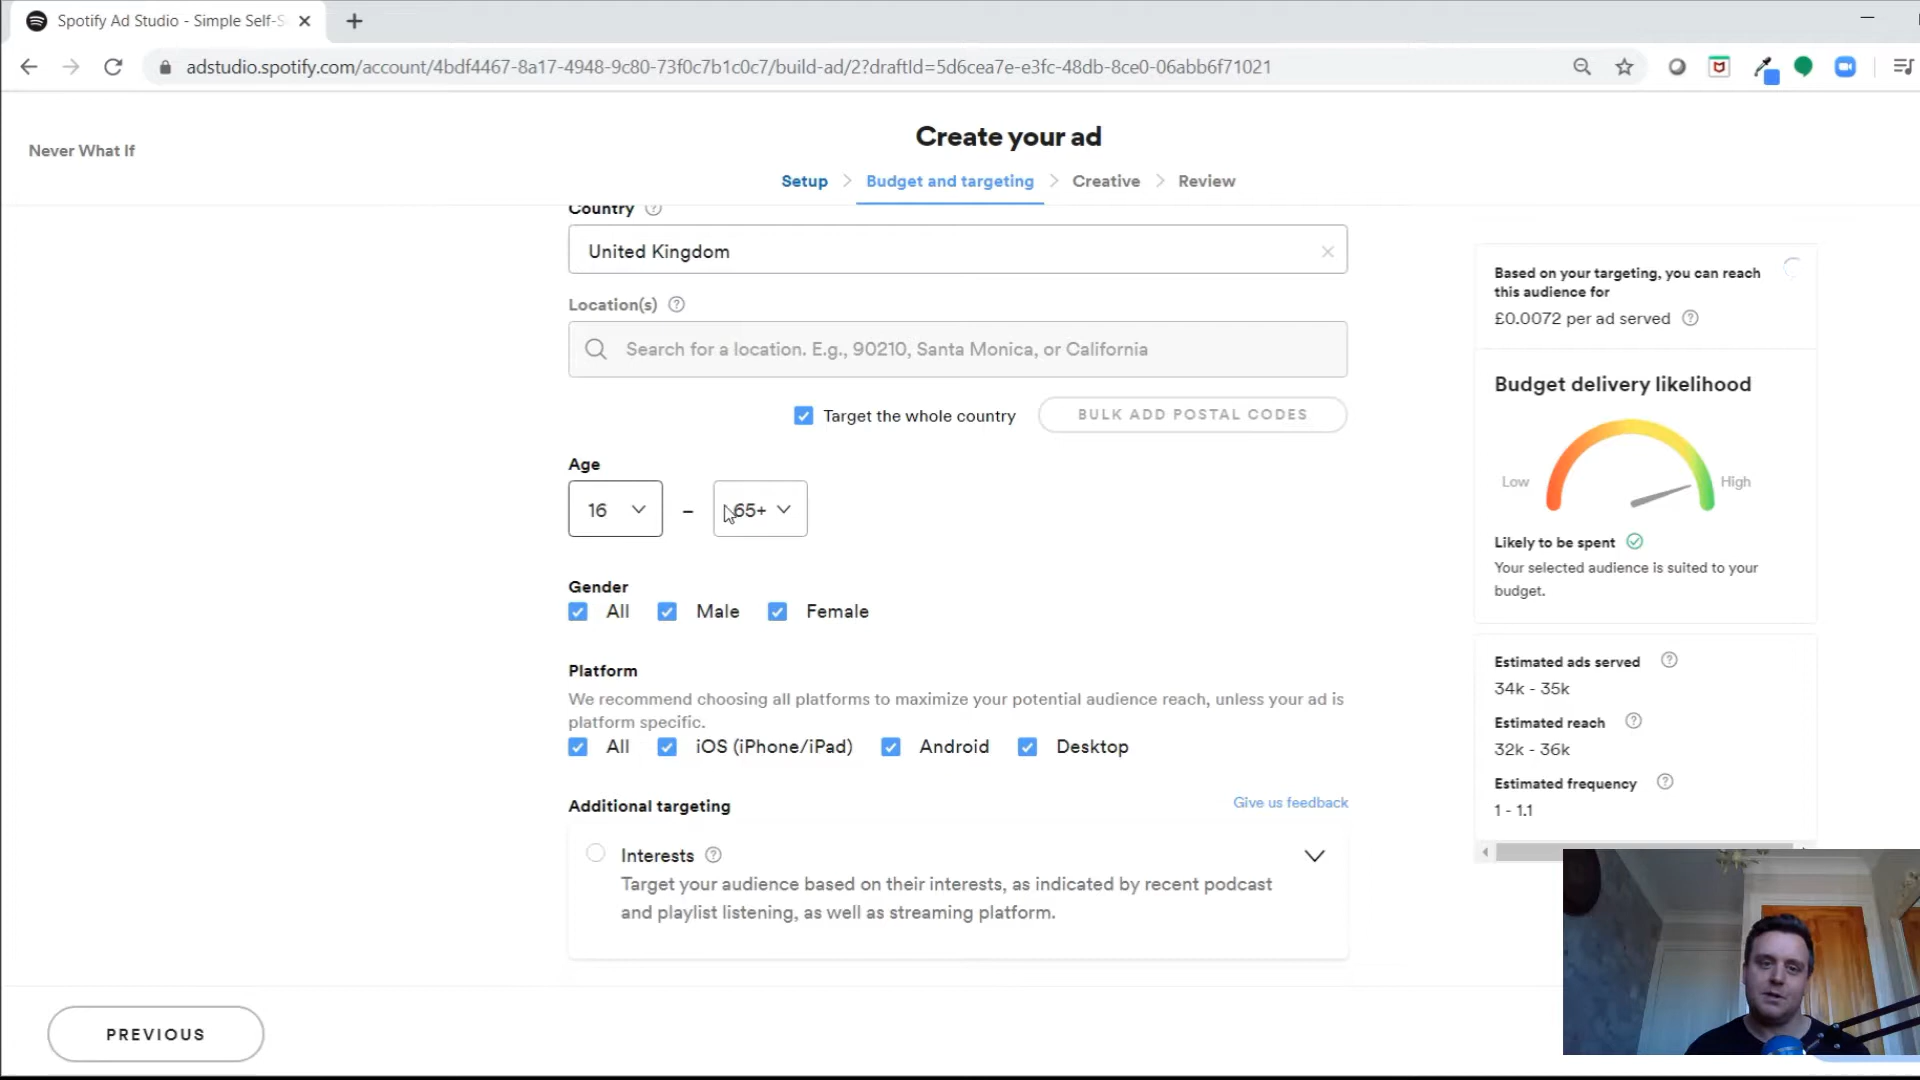 Spotify Ad Studio - Simple Self-S
adstudio.spotify.com/account/4bdf4467-8a17-4948-9c80-73f0c7b1c0c7/build-ad/2?draftId=5d6cea7e-e3fc-48db-8ce0-06abb6f71021
Never What If
Create your ad
Setup > Budget and targeting > Creative > Review
Country
United Kingdom
Location(s)
Search for a location. E.g., 90210, Santa Monica, or California
Target the whole country
BULK ADD POSTAL CODES
Age
16 – 65+
Gender
All Male Female
Platform
We recommend choosing all platforms to maximize your potential audience reach, unless your ad is
platform specific.
All iOS (iPhone/iPad) Android Desktop
Additional targeting
Give us feedback
Interests
Target your audience based on their interests, as indicated by recent podcast
and playlist listening, as well as streaming platform.
PREVIOUS
Based on your targeting, you can reach
this audience for
£0.0072 per ad served
Budget delivery likelihood
Low High
Likely to be spent
Your selected audience is suited to your
budget.
Estimated ads served
34k - 35k
Estimated reach
32k - 36k
Estimated frequency
1 - 1.1